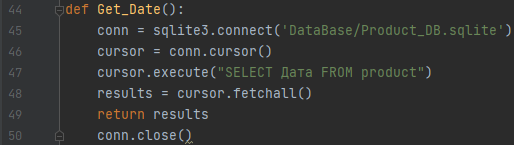 44 def Get_Date():
45 conn = sqlite3.connect('DataBase/Product_DB.sqlite')
46 cursor = conn.cursor()
47 cursor.execute("SELECT Дата FROM product")
48 results = cursor.fetchall()
49 return results
50 conn.close()